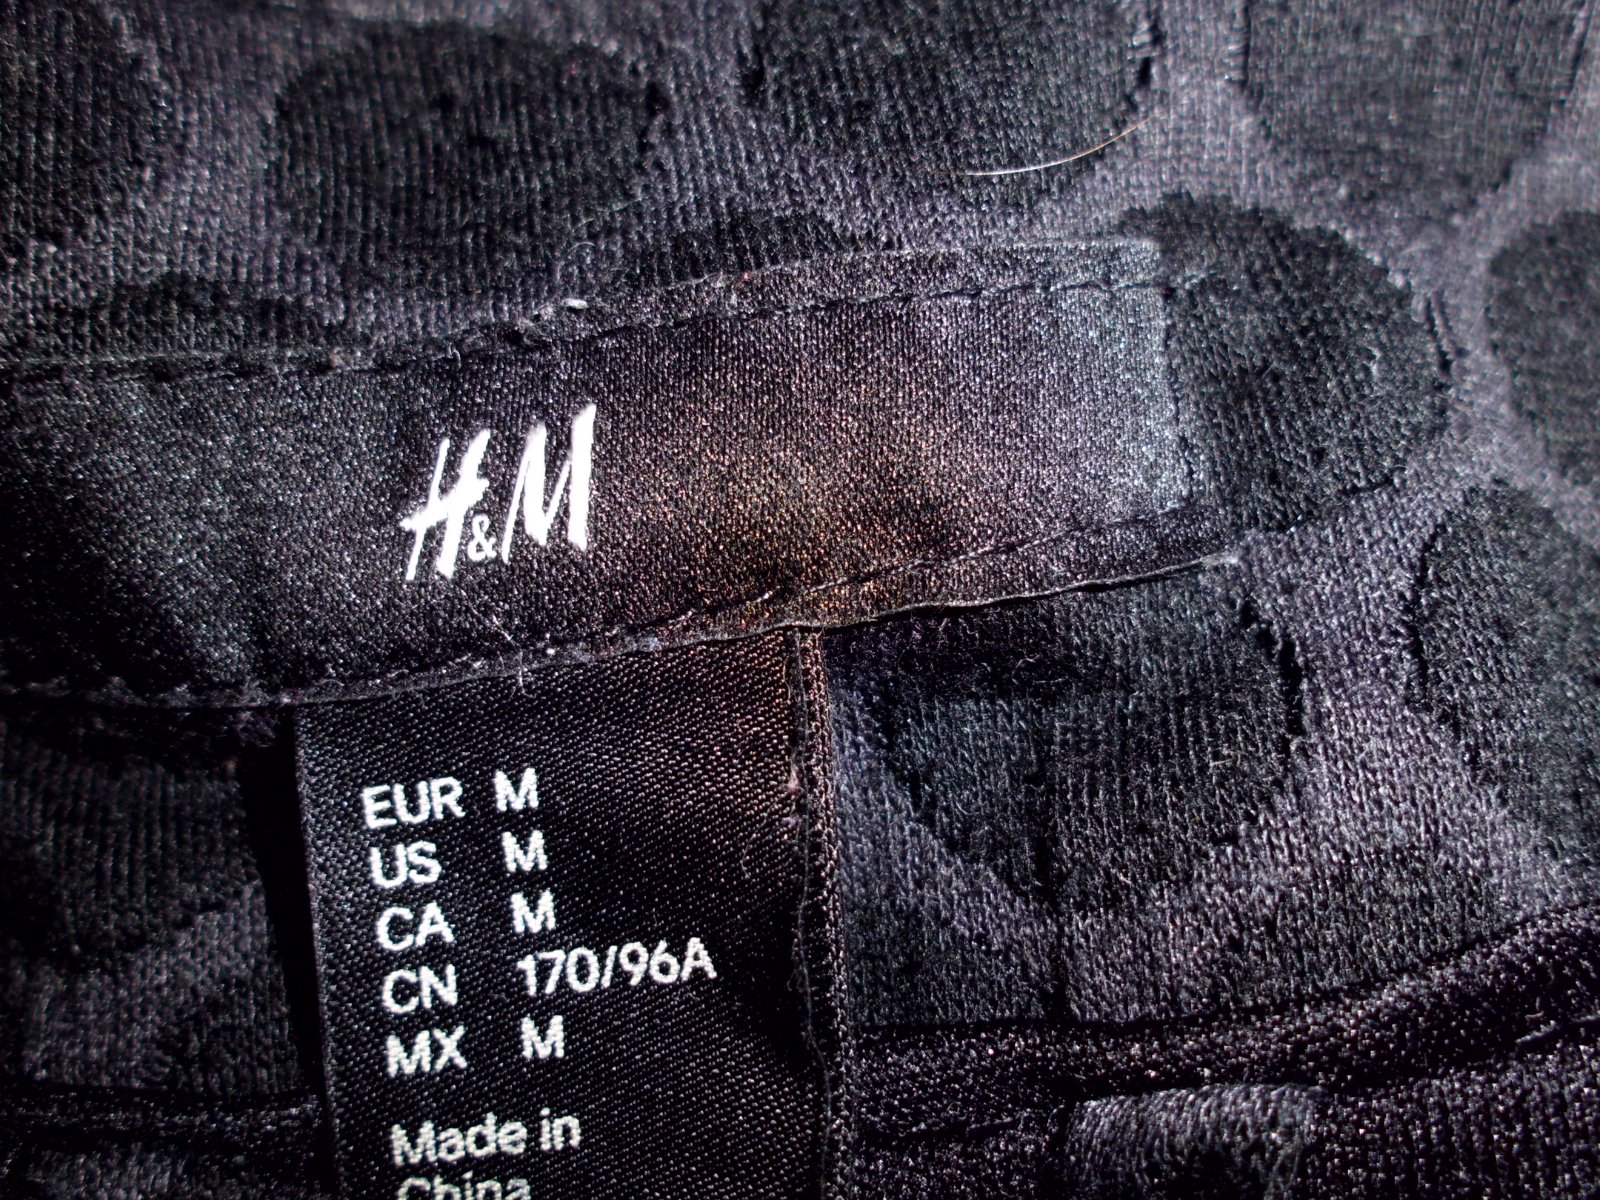 H&M
EUR M
US M
CA M
CN 170/96A
MX M
Made in
China